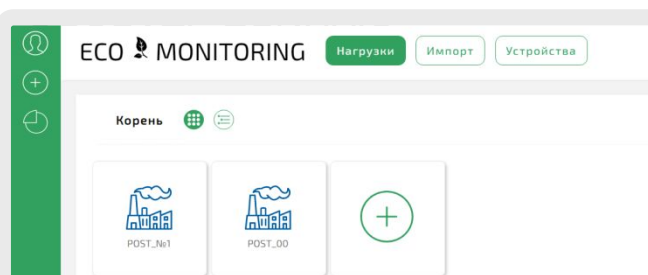 ECO MONITORING
Нагрузки
Импорт
Устройства
Корень
POST_№1
POST_00